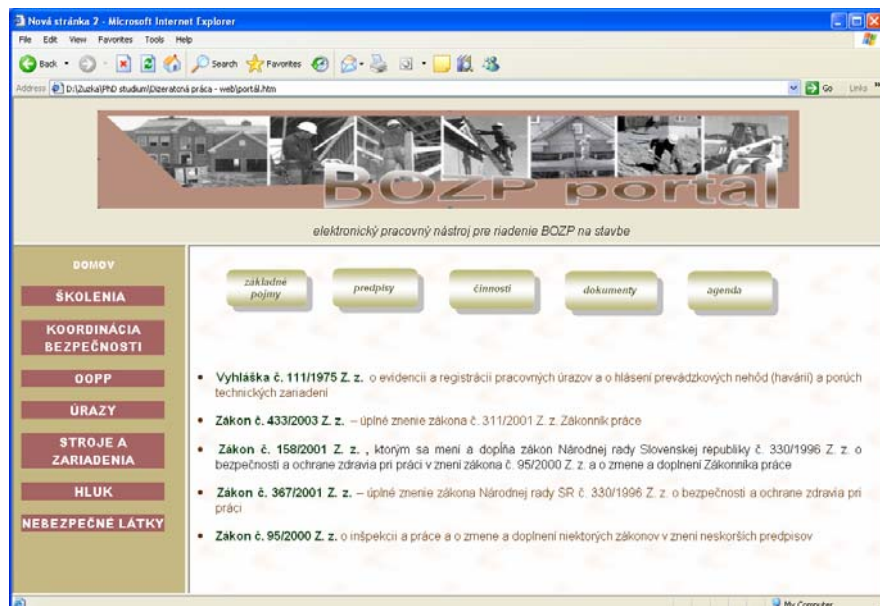 Nová stránka 2 - Microsoft Internet Explorer
File Edit View Favorites Tools Help
Back Search Favorites
Address D:\Zuzka\PhD studium\Dizeratcná práca - web\portál.htm Go Links
BOZP portal
elektronický pracovný nástroj pre riadenie BOZP na stavbe
DOMOV
ŠKOLENIA
KOORDINÁCIA
BEZPEČNOSTI
OOPP
ÚRAZY
STROJE A
ZARIADENIA
HLUK
NEBEZPEČNÉ LÁTKY
základné
pojmy
predpisy
činnosti
dokumenty
agenda
Vyhláška č. 111/1975 Z. z. o evidencii a registrácii pracovných úrazov a o hlásení prevádzkových nehôd (havárií) a porúch
technických zariadení
Zákon č. 433/2003 Z. z. – úplné znenie zákona č. 311/2001 Z. z. Zákonník práce
Zákon č. 158/2001 Z. z. , ktorým sa mení a dopĺňa zákon Národnej rady Slovenskej republiky č. 330/1996 Z. z. o
bezpečnosti a ochrane zdravia pri práci v znení zákona č. 95/2000 Z. z. a o zmene a doplnení Zákonníka práce
Zákon č. 367/2001 Z. z. – úplné znenie zákona Národnej rady SR č. 330/1996 Z. z. o bezpečnosti a ochrane zdravia pri
práci
Zákon č. 95/2000 Z. z. o inšpekcii a práce a o zmene a doplnení niektorých zákonov v znení neskorších predpisov
My Computer